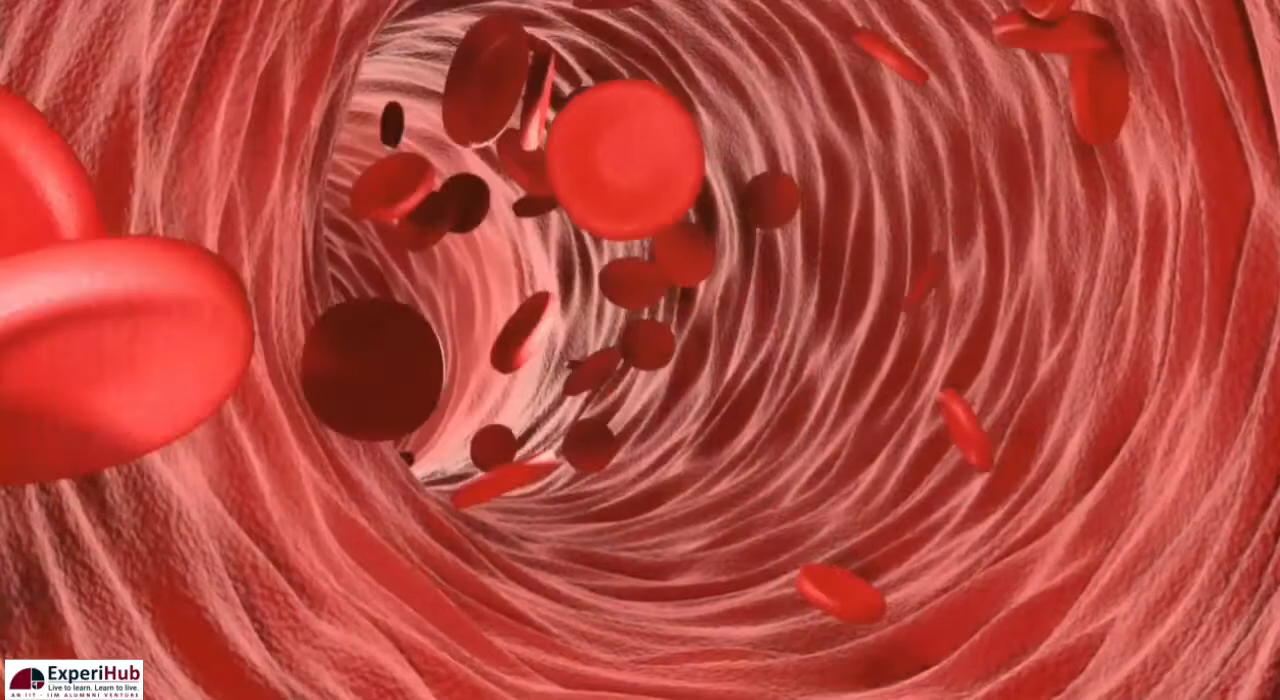 ExperiHub
Live to learn. Learn to live.
AN IIT - IIM ALUMNI VENTURE